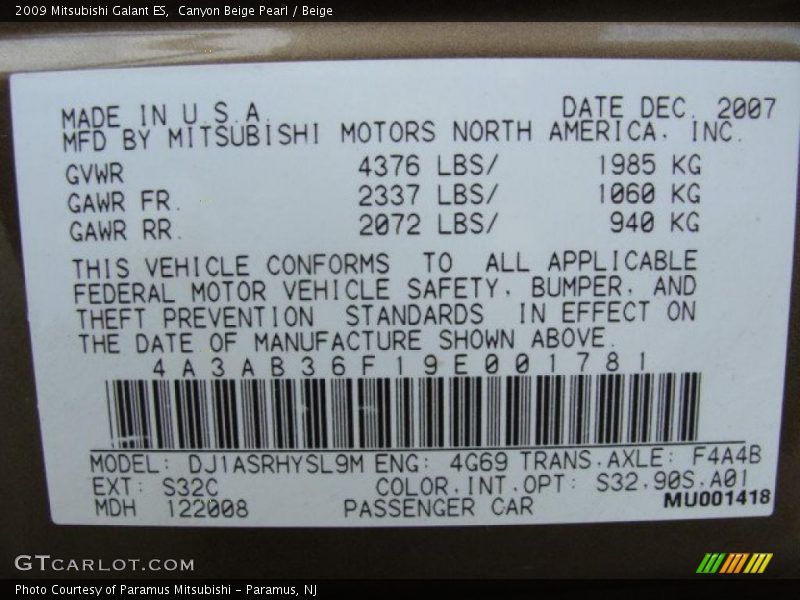 2009 Mitsubishi Galant ES,  Canyon Beige Pearl / Beige
MADE IN U.S.A. DATE DEC. 2007
MFD BY MITSUBISHI MOTORS NORTH AMERICA, INC.
GVWR 4376 LBS/ 1985 KG
GAWR FR. 2337 LBS/ 1060 KG
GAWR RR. 2072 LBS/ 940 KG
THIS VEHICLE CONFORMS TO ALL APPLICABLE
FEDERAL MOTOR VEHICLE SAFETY, BUMPER, AND
THEFT PREVENTION STANDARDS IN EFFECT ON
THE DATE OF MANUFACTURE SHOWN ABOVE.
4A3AB36F19E001781
MODEL: DJ1ASRHYSL9M ENG: 4G69 TRANS.AXLE: F4A4B
EXT: S32C COLOR.INT.OPT: S32.90S.A01
MDH 122008 PASSENGER CAR MU001418
GTCARLOT.COM
Photo Courtesy of Paramus Mitsubishi - Paramus, NJ